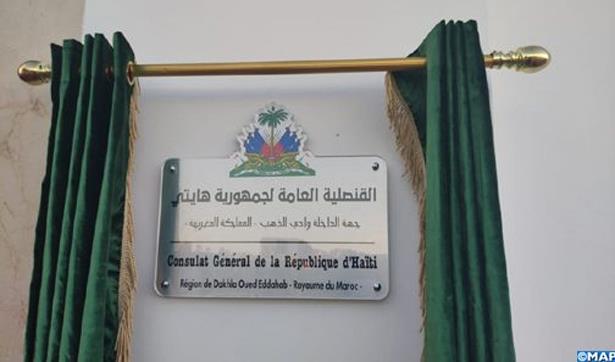 القنصلية العامة لجمهورية هايتي
جهة الداخلة وادي الذهب - المملكة المغربية -
Consulat Général de la République d'Haïti
Région de Dakhla Oued Eddahab - Royaume du Maroc -
©MAP